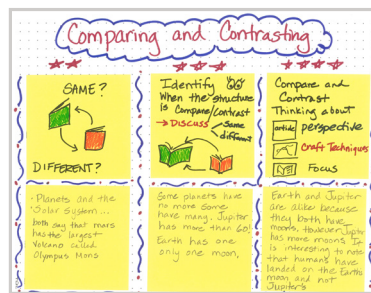 Comparing and Contrasting
SAME?
DIFFERENT?
Identify
When the structure
is Compare/Contrast
→ Discuss
Same
different
Compare and
Contrast
Thinking about
article perspective
Craft Techniques
Focus
- Planets and the
Solar System...
both say that mars
has the largest
volcano called
Olympus Mons
Some planets have
no moons some
have many. Jupiter
has more than 60!
Earth has one
only one moon.
Earth and Jupiter
are alike because
they both have
moons. However Jupiter
has more moons. It
is interesting to note
that humans have
landed on the Earth's
moon and not
Jupiter's